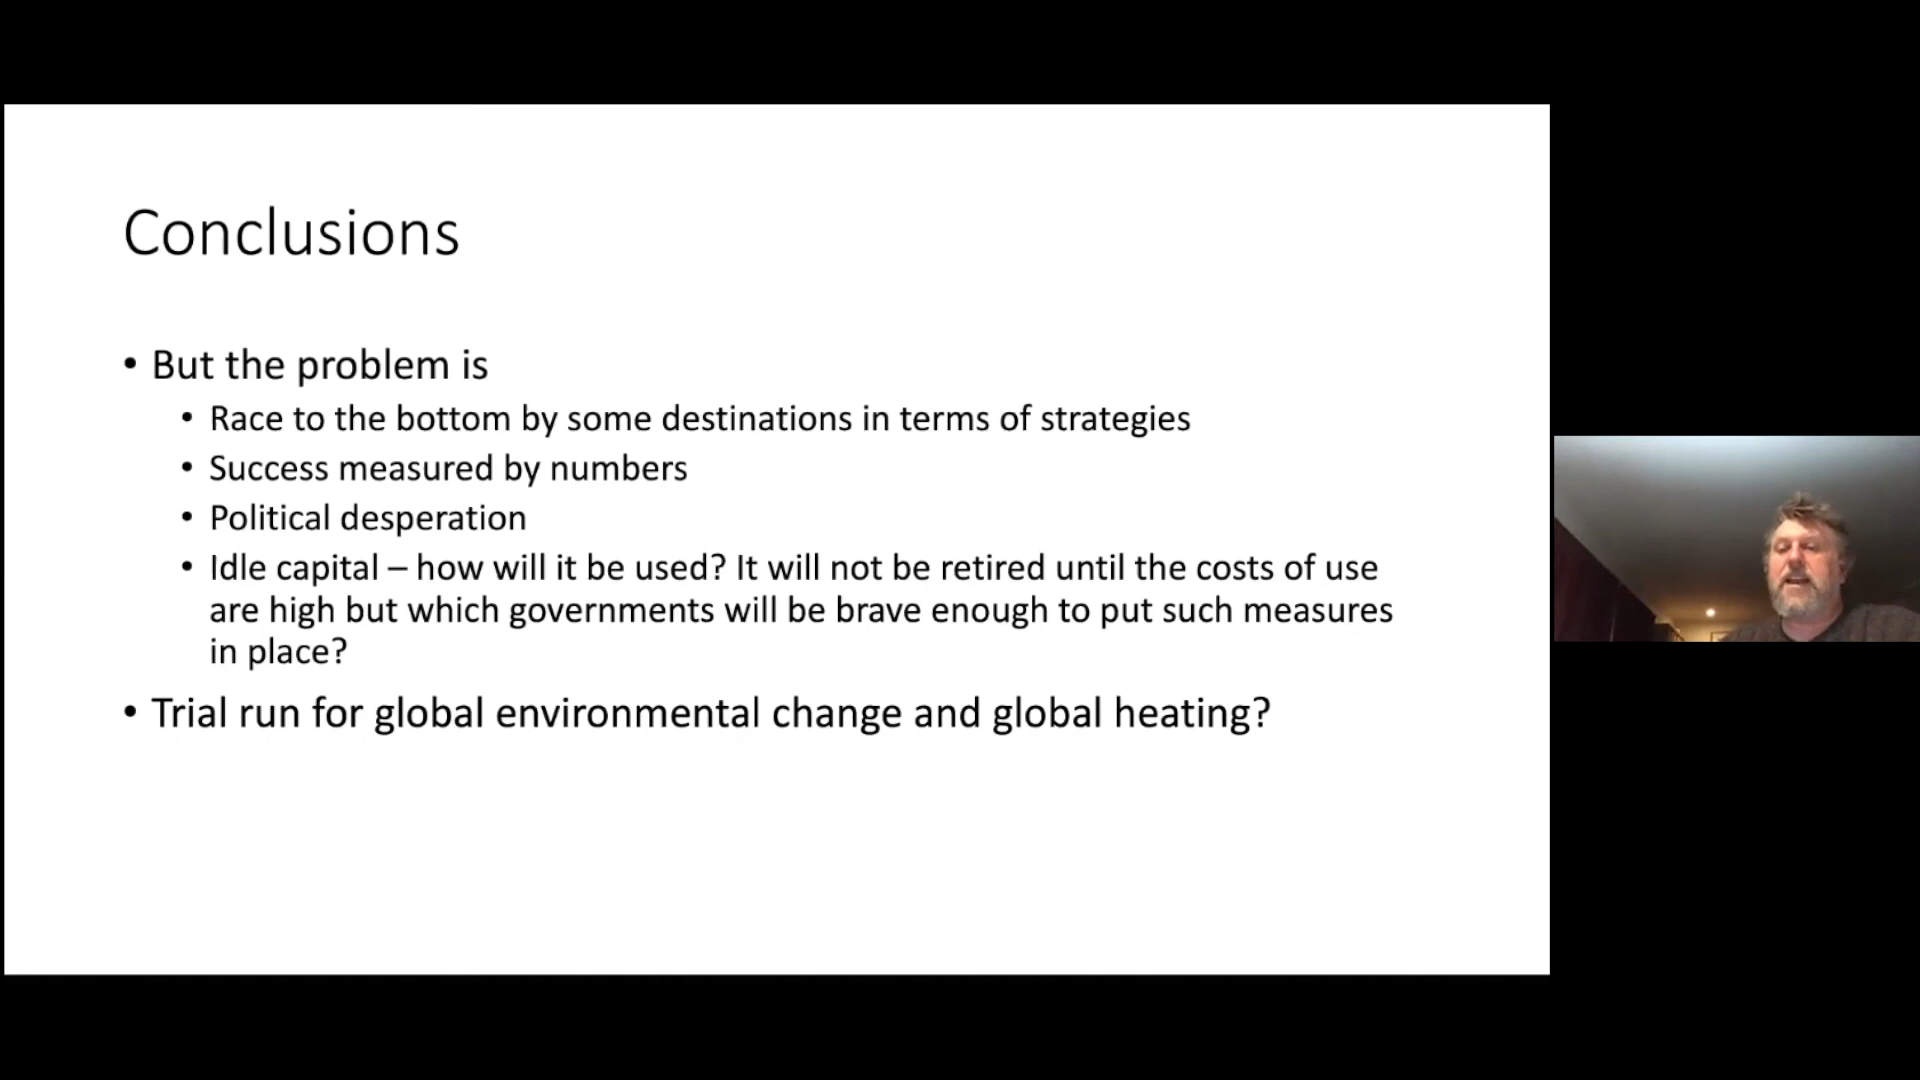 Conclusions
• But the problem is
• Race to the bottom by some destinations in terms of strategies
• Success measured by numbers
• Political desperation
• Idle capital – how will it be used? It will not be retired until the costs of use
are high but which governments will be brave enough to put such measures
in place?
• Trial run for global environmental change and global heating?